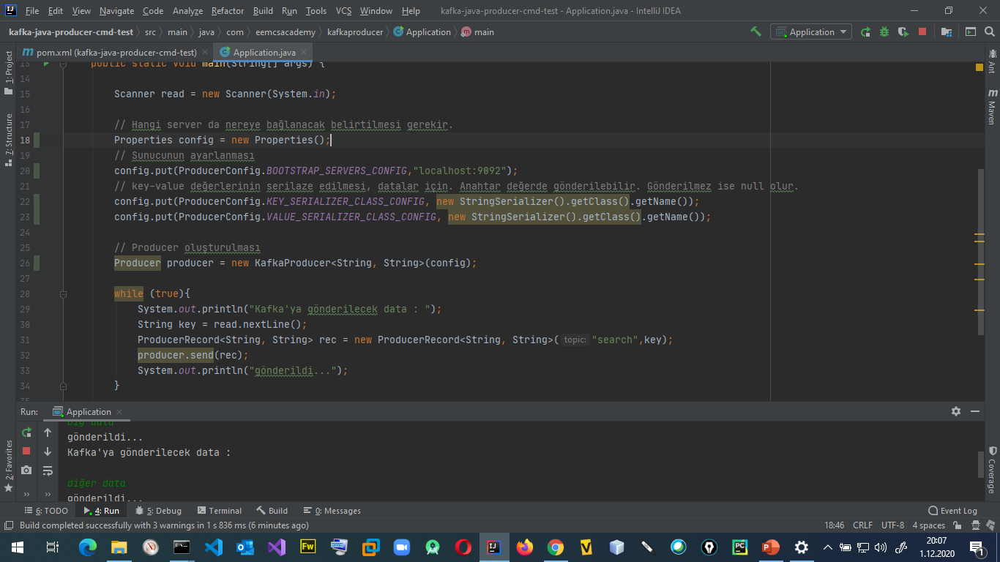 File Edit View Navigate Code Analyze Refactor Build Run Tools VCS Window Help kafka-java-producer-cmd-test - Application.java - IntelliJ IDEA
kafka-java-producer-cmd-test src main java com eemcsacademy kafkaproducer Application main Application
pom.xml (kafka-java-producer-cmd-test) Application.java
1: Project
7: Structure
2: Favorites
Ant
Maven
Coverage
13 public static void main(String[] args) {
14
15 Scanner read = new Scanner(System.in);
16
17 // Hangi server da nereye bağlanacak belirtilmesi gerekir.
18 Properties config = new Properties();
19 // Sunucunun ayarlanması
20 config.put(ProducerConfig.BOOTSTRAP_SERVERS_CONFIG,"localhost:9092");
21 // key-value değerlerinin serilaze edilmesi, datalar için. Anahtar değerde gönderilebilir. Gönderilmez ise null olur.
22 config.put(ProducerConfig.KEY_SERIALIZER_CLASS_CONFIG, new StringSerializer().getClass().getName());
23 config.put(ProducerConfig.VALUE_SERIALIZER_CLASS_CONFIG, new StringSerializer().getClass().getName());
24
25 // Producer oluşturulması
26 Producer producer = new KafkaProducer<String, String>(config);
27
28 while (true){
29 System.out.println("Kafka'ya gönderilecek data : ");
30 String key = read.nextLine();
31 ProducerRecord<String, String> rec = new ProducerRecord<String, String>( topic: "search",key);
32 producer.send(rec);
33 System.out.println("gönderildi...");
34 }
35
Run: Application
big data
gönderildi...
Kafka'ya gönderilecek data :
diğer data
gönderildi...
6: TODO 4: Run 5: Debug Terminal Build 0: Messages Event Log
Build completed successfully with 3 warnings in 1 s 836 ms (6 minutes ago) 18:46 CRLF UTF-8 4 spaces
20:07
1.12.2020